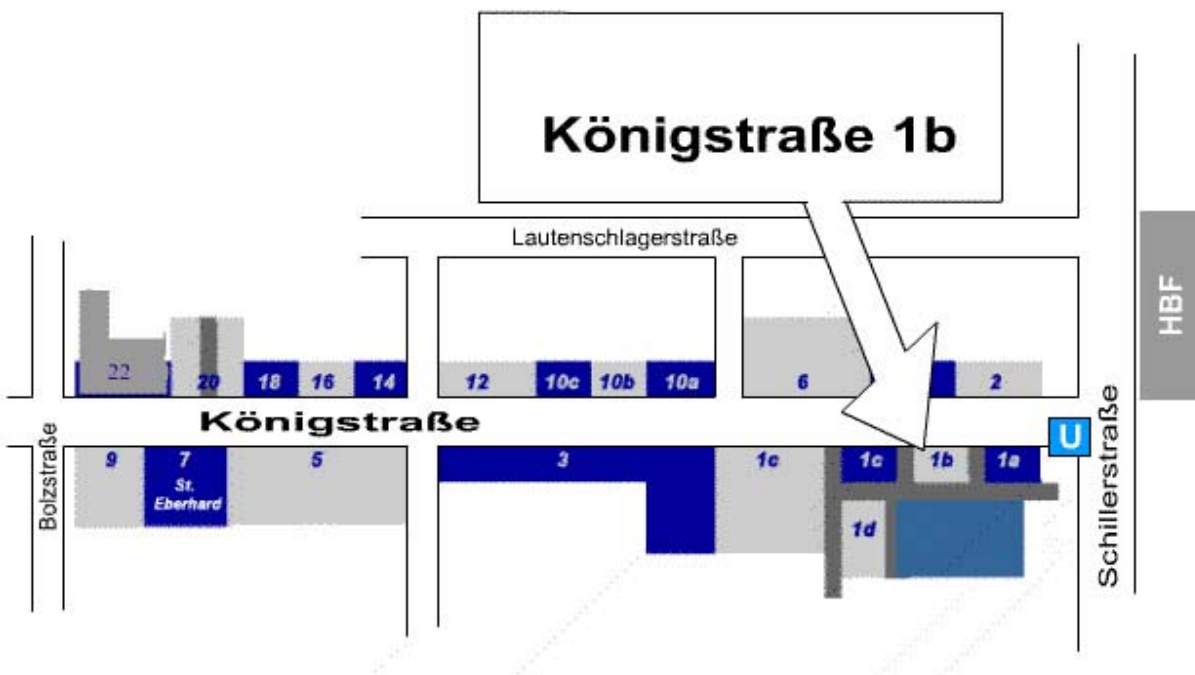 Königstraße 1b
Lautenschlagerstraße
HBF
22
20
18
16
14
12
10c
10b
10a
6
2
Königstraße
U
Bolzstraße
Schillerstraße
9
7
St.
Eberhard
5
3
1c
1c
1b
1a
1d